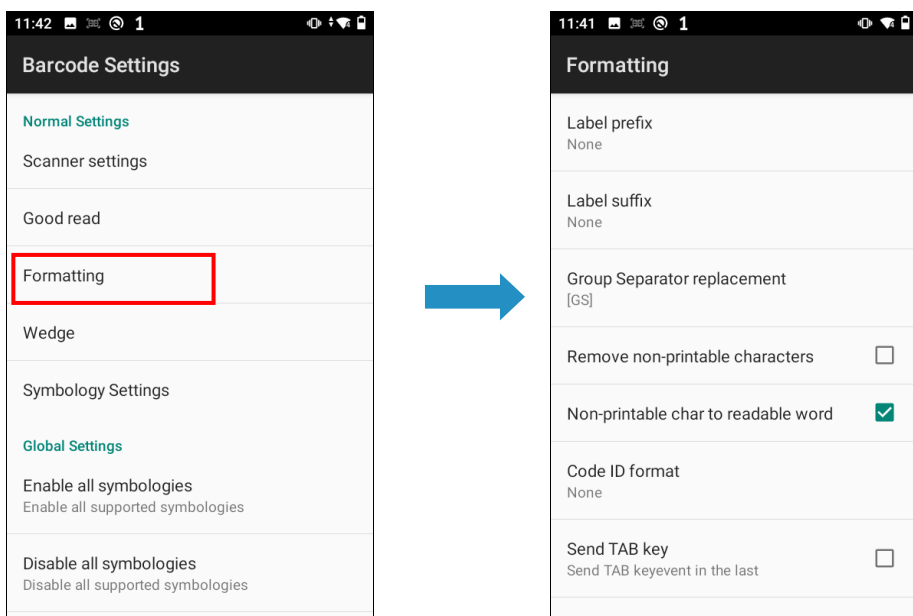 11:42 1
Barcode Settings
Normal Settings
Scanner settings
Good read
Formatting
Wedge
Symbology Settings
Global Settings
Enable all symbologies
Enable all supported symbologies
Disable all symbologies
Disable all supported symbologies
11:41 1
Formatting
Label prefix
None
Label suffix
None
Group Separator replacement
[GS]
Remove non-printable characters
Non-printable char to readable word
Code ID format
None
Send TAB key
Send TAB keyevent in the last